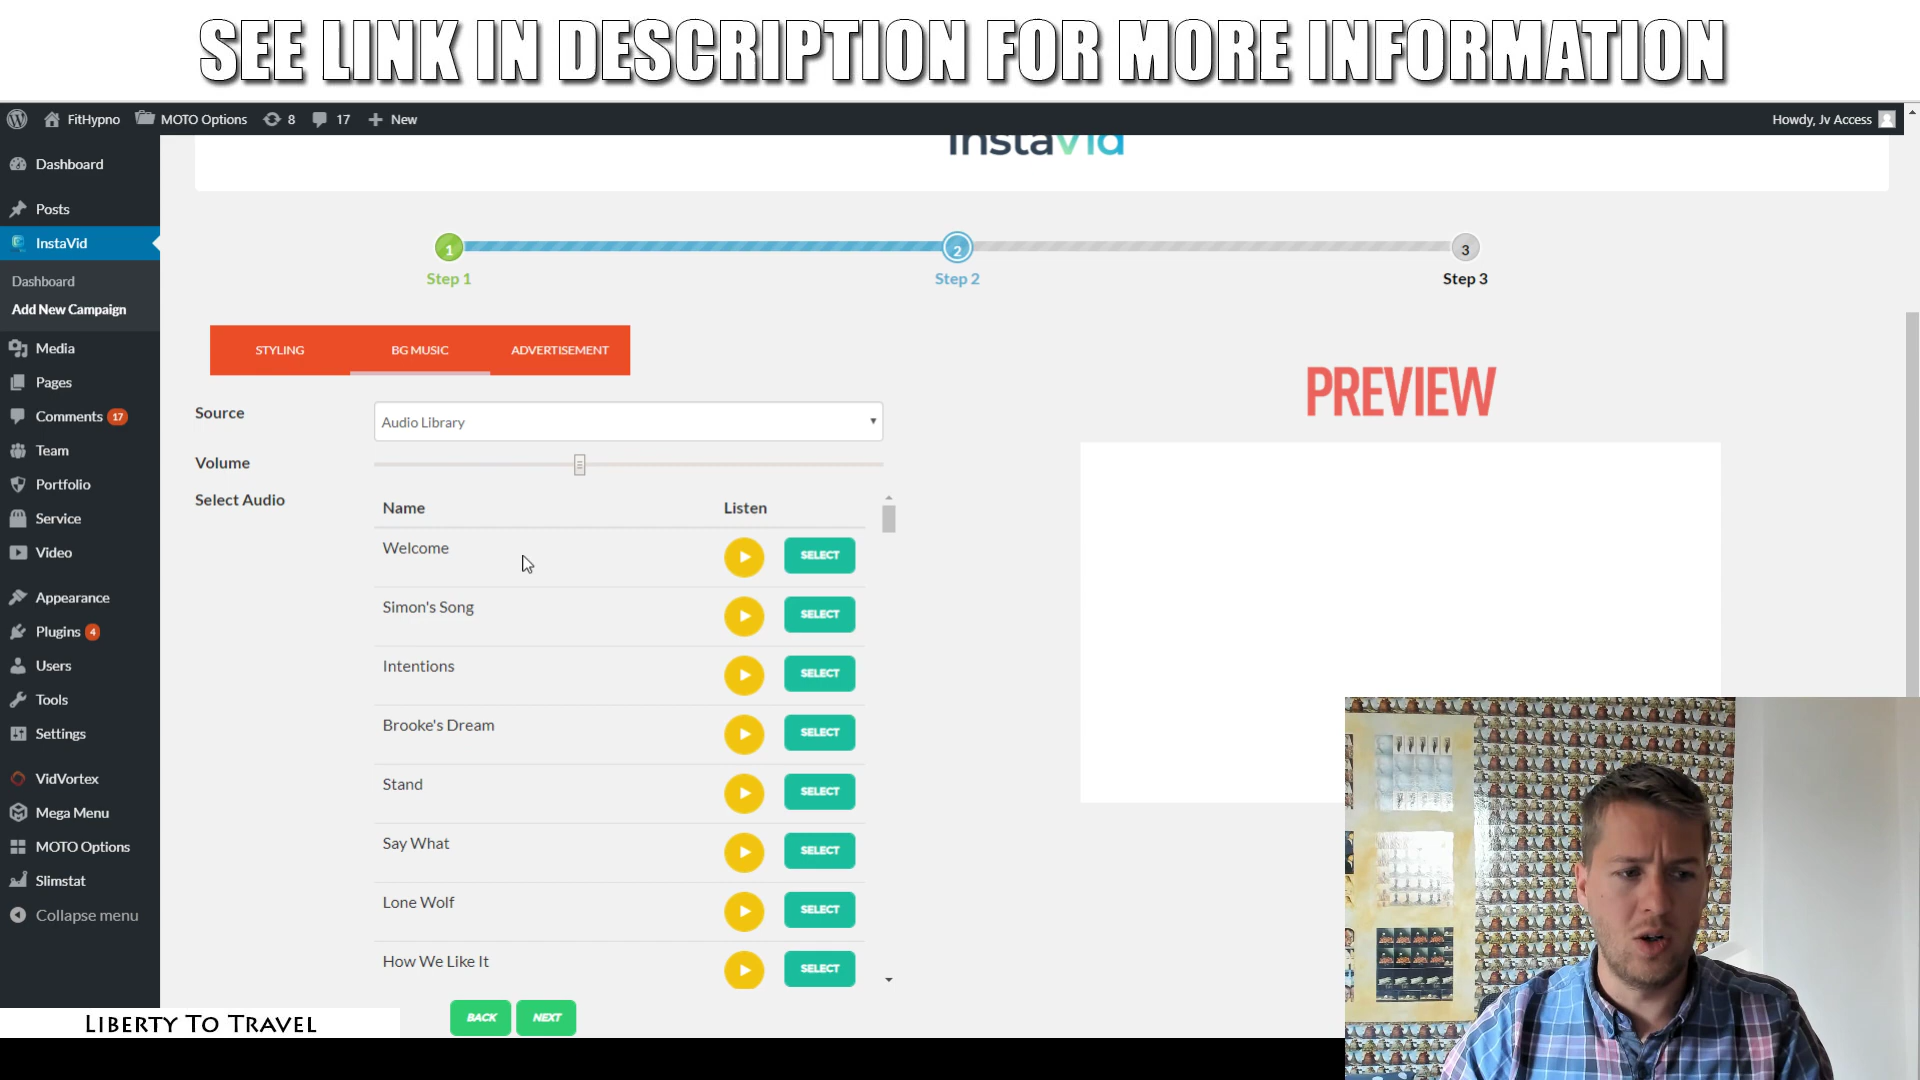 SEE LINK IN DESCRIPTION FOR MORE INFORMATION
FitHypno
MOTO Options
8
17
New
Howdy, Jv Access
InstaVid
Dashboard
Posts
InstaVid
Dashboard
Add New Campaign
Media
Pages
Comments 17
Team
Portfolio
Service
Video
Appearance
Plugins 4
Users
Tools
Settings
VidVortex
Mega Menu
MOTO Options
Slimstat
Collapse menu
1
2
3
Step 1
Step 2
Step 3
STYLING
BG MUSIC
ADVERTISEMENT
Source
Audio Library
Volume
Select Audio
Name
Listen
Welcome
SELECT
Simon's Song
SELECT
Intentions
SELECT
Brooke's Dream
SELECT
Stand
SELECT
Say What
SELECT
Lone Wolf
SELECT
How We Like It
SELECT
BACK
NEXT
PREVIEW
LIBERTY TO TRAVEL